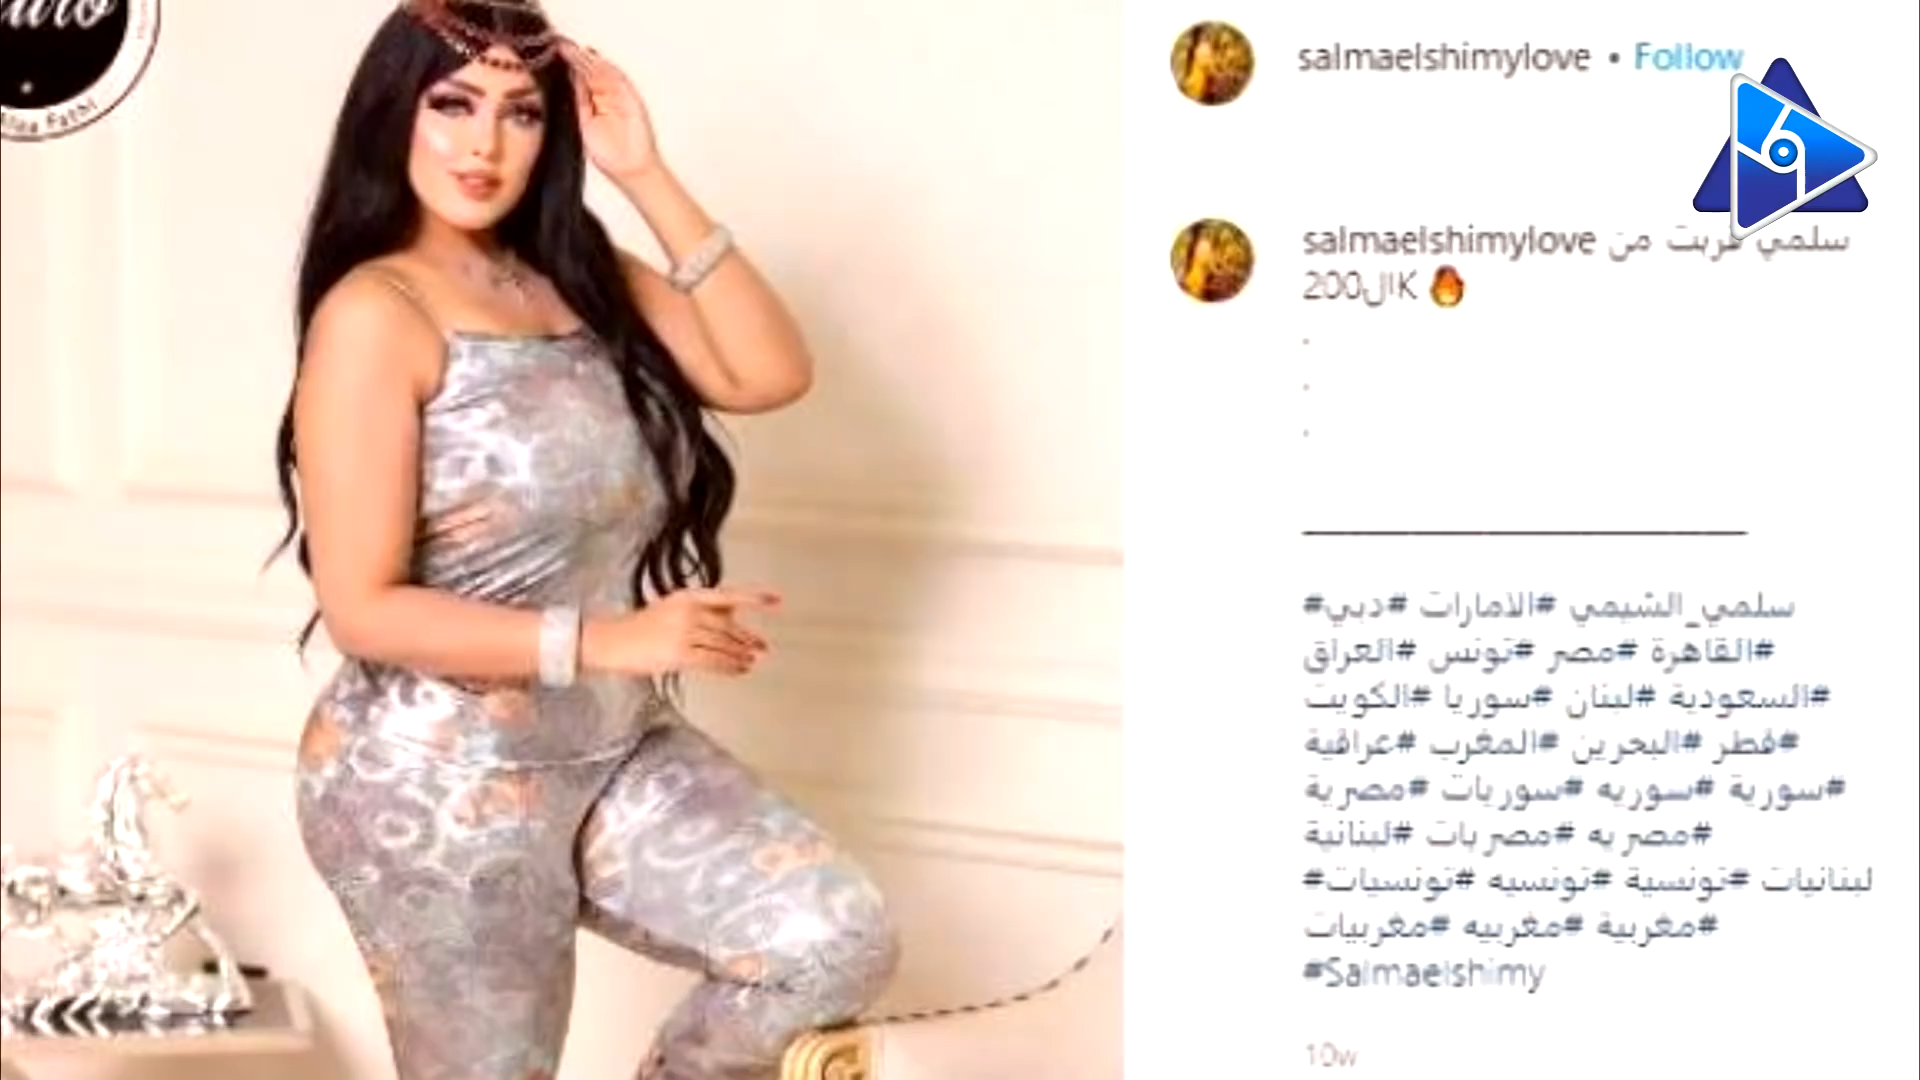 salmaelshimylove • Follow
salmaelshimylove سلمي قربت من
الـ200K 🔥
.
.
.
#سلمي_الشيمي #الامارات #دبي
#القاهرة #مصر #تونس #العراق
#السعودية #لبنان #سوريا #الكويت
#قطر #البحرين #المغرب #عراقية
#سورية #سوريه #سوريات #مصرية
#مصريه #مصريات #لبنانية
#لبنانيات #تونسية #تونسيه #تونسيات
#مغربية #مغربيه #مغربيات
#Salmaelshimy
10w